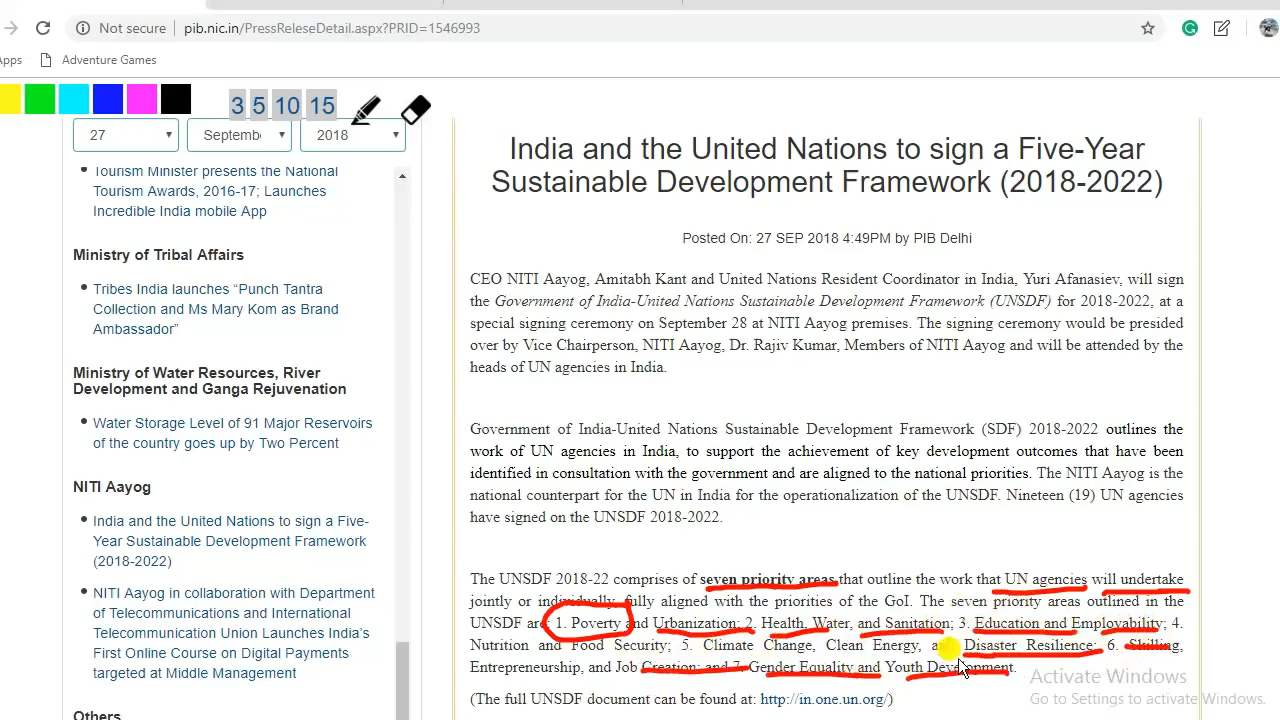 Not secure
pib.nic.in/PressReleseDetail.aspx?PRID=1546993
Apps
Adventure Games
3 5 10 15
27
Septembe
2018
Tourism Minister presents the National
Tourism Awards, 2016-17; Launches
Incredible India mobile App
Ministry of Tribal Affairs
Tribes India launches “Punch Tantra
Collection and Ms Mary Kom as Brand
Ambassador”
Ministry of Water Resources, River
Development and Ganga Rejuvenation
Water Storage Level of 91 Major Reservoirs
of the country goes up by Two Percent
NITI Aayog
India and the United Nations to sign a Five-
Year Sustainable Development Framework
(2018-2022)
NITI Aayog in collaboration with Department
of Telecommunications and International
Telecommunication Union Launches India’s
First Online Course on Digital Payments
targeted at Middle Management
Others
India and the United Nations to sign a Five-Year
Sustainable Development Framework (2018-2022)
Posted On: 27 SEP 2018 4:49PM by PIB Delhi
CEO NITI Aayog, Amitabh Kant and United Nations Resident Coordinator in India, Yuri Afanasiev, will sign
the Government of India-United Nations Sustainable Development Framework (UNSDF) for 2018-2022, at a
special signing ceremony on September 28 at NITI Aayog premises. The signing ceremony would be presided
over by Vice Chairperson, NITI Aayog, Dr. Rajiv Kumar, Members of NITI Aayog and will be attended by the
heads of UN agencies in India.
Government of India-United Nations Sustainable Development Framework (SDF) 2018-2022 outlines the
work of UN agencies in India, to support the achievement of key development outcomes that have been
identified in consultation with the government and are aligned to the national priorities. The NITI Aayog is the
national counterpart for the UN in India for the operationalization of the UNSDF. Nineteen (19) UN agencies
have signed on the UNSDF 2018-2022.
The UNSDF 2018-22 comprises of seven priority areas that outline the work that UN agencies will undertake
jointly or individually, fully aligned with the priorities of the GoI. The seven priority areas outlined in the
UNSDF are: 1. Poverty and Urbanization; 2. Health, Water, and Sanitation; 3. Education and Employability; 4.
Nutrition and Food Security; 5. Climate Change, Clean Energy, and Disaster Resilience; 6. Skilling,
Entrepreneurship, and Job Creation; and 7. Gender Equality and Youth Development.
(The full UNSDF document can be found at: http://in.one.un.org/)
Activate Windows
Go to Settings to activate Windows.